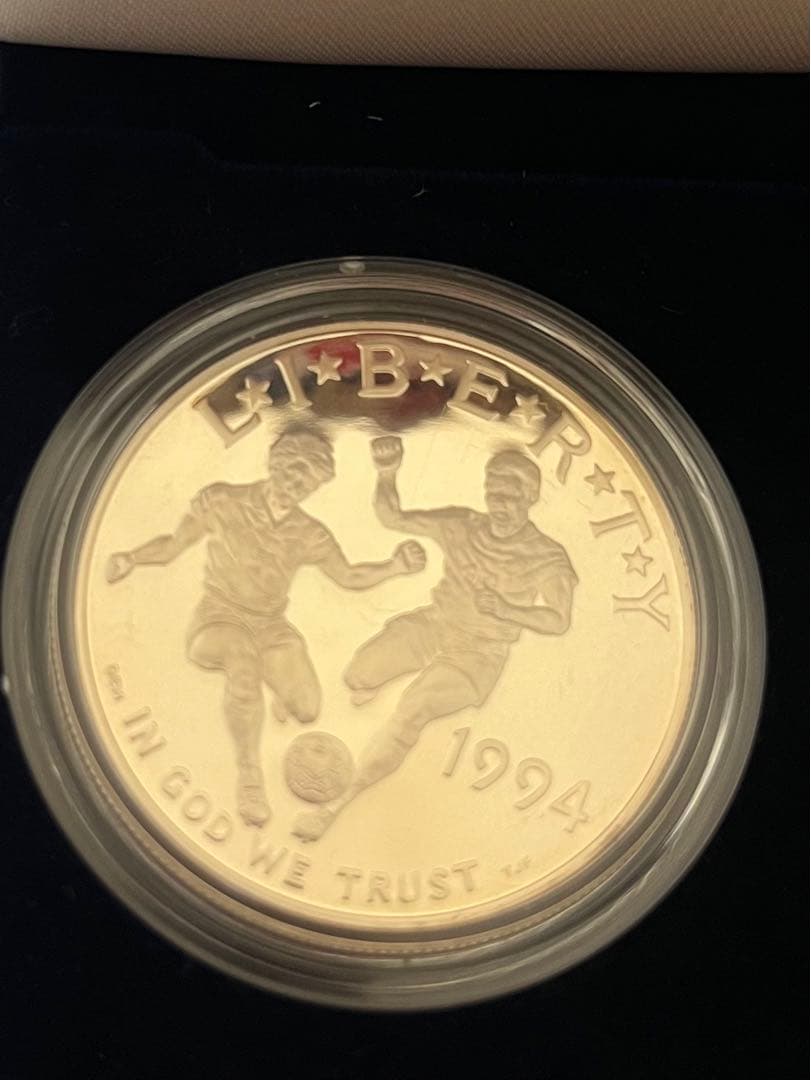 L★I★B★E★R★T★Y
1994
IN GOD WE TRUST